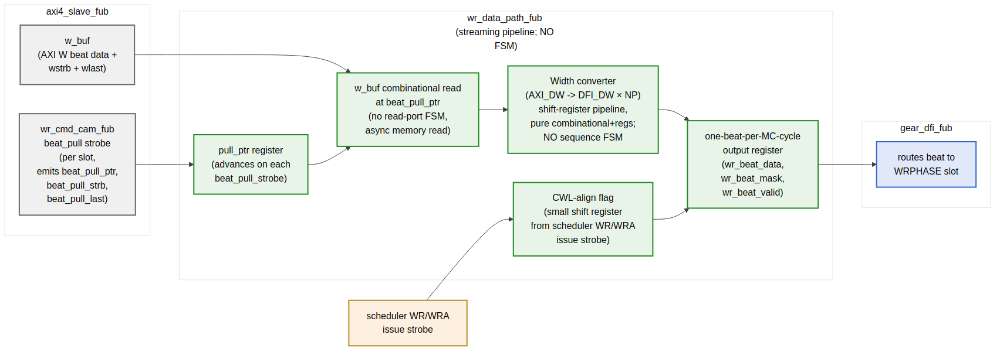 axi4_slave_fub
w_buf
(AXI W beat data +
wstrb + wlast)
wr_cmd_cam_fub
beat_pull strobe
(per slot,
emits beat_pull_ptr,
beat_pull_strb,
beat_pull_last)
wr_data_path_fub
(streaming pipeline; NO
FSM)
pull_ptr register
(advances on each
beat_pull_strobe)
w_buf combinational read
at beat_pull_ptr
(no read-port FSM,
async memory read)
Width converter
(AXI_DW -> DFI_DW × NP)
shift-register pipeline,
pure combinational+regs;
NO sequence FSM
CWL-align flag
(small shift register
from scheduler WR/WRA
issue strobe)
one-beat-per-MC-cycle
output register
(wr_beat_data,
wr_beat_mask,
wr_beat_valid)
gear_dfi_fub
routes beat to
WRPHASE slot
scheduler WR/WRA
issue strobe